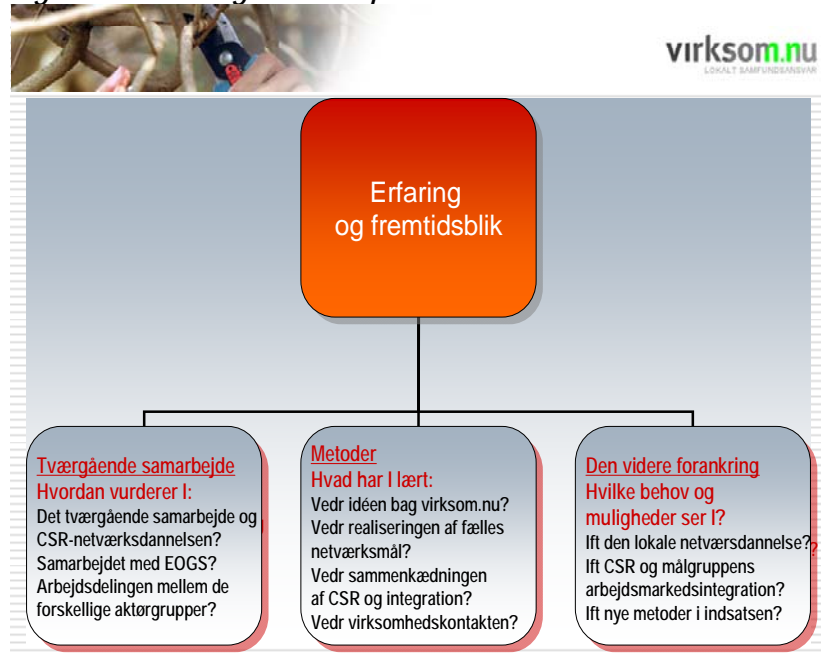 virksom.nu
LOKALT SAMFUNDSANSVAR
Erfaring
og fremtidsblik
Tværgående samarbejde
Hvordan vurderer I:
Det tværgående samarbejde og
CSR-netværksdannelsen?
Samarbejdet med EOGS?
Arbejdsdelingen mellem de
forskellige aktørgrupper?
Metoder
Hvad har I lært:
Vedr idéen bag virksom.nu?
Vedr realiseringen af fælles
netværksmål?
Vedr sammenkædningen
af CSR og integration?
Vedr virksomhedskontakten?
Den videre forankring
Hvilke behov og
muligheder ser I?
Ift den lokale netværsdannelse?
Ift CSR og målgruppens
arbejdsmarkedsintegration?
Ift nye metoder i indsatsen?